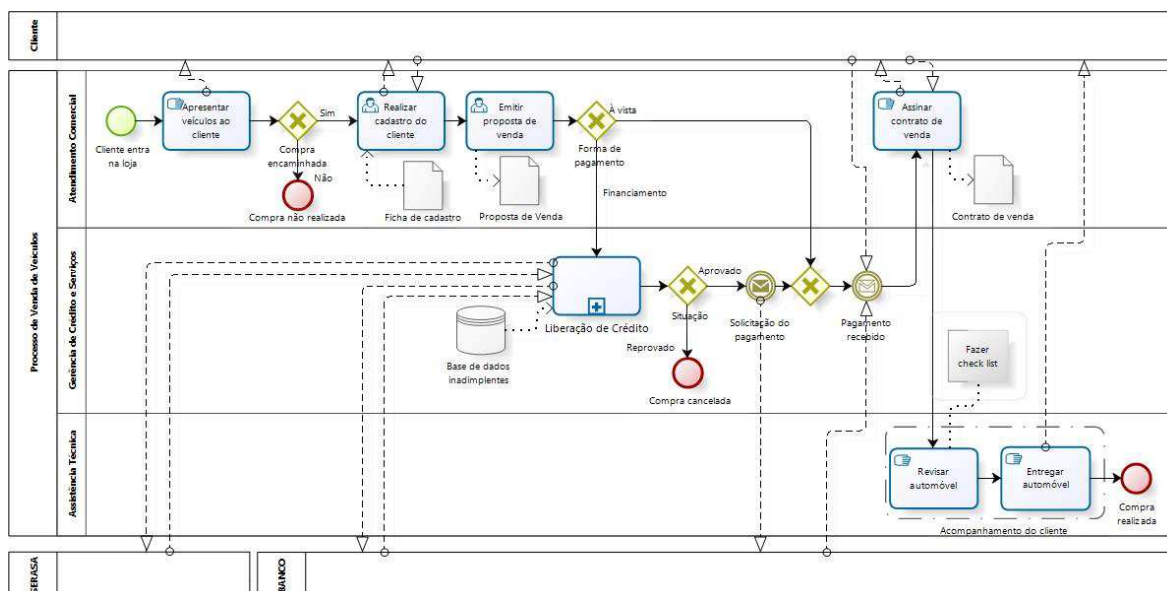 Cliente
Processo de Venda de Veículos
Atendimento Comercial
Cliente entra
na loja
Apresentar
veículos ao
cliente
Sim
Compra
encaminhada
Não
Compra não realizada
Realizar
cadastro do
cliente
Ficha de cadastro
Emitir
proposta de
venda
Proposta de Venda
À vista
Forma de
pagamento
Financiamento
Assinar
contrato de
venda
Contrato de venda
Gerência de Crédito e Serviços
Base de dados
inadimplentes
Liberação de Crédito
Aprovado
Situação
Reprovado
Compra cancelada
Solicitação do
pagamento
Pagamento
recebido
Fazer
check list
Assistência Técnica
Revisar
automóvel
Entregar
automóvel
Acompanhamento do cliente
Compra
realizada
SERASA
BANCO